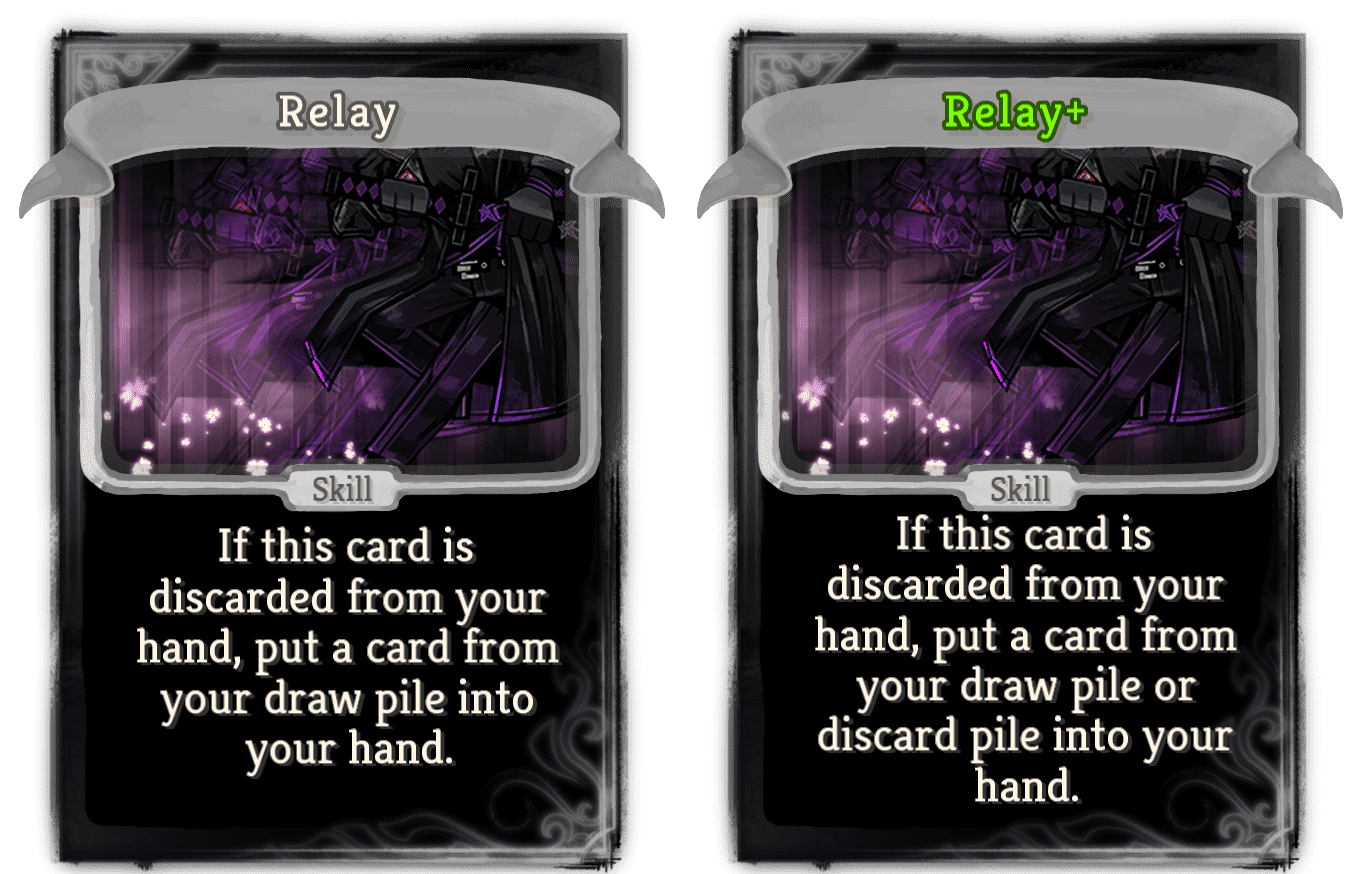 Relay
Skill
If this card is
discarded from your
hand, put a card from
your draw pile into
your hand.
Relay+
Skill
If this card is
discarded from your
hand, put a card from
your draw pile or
discard pile into your
hand.